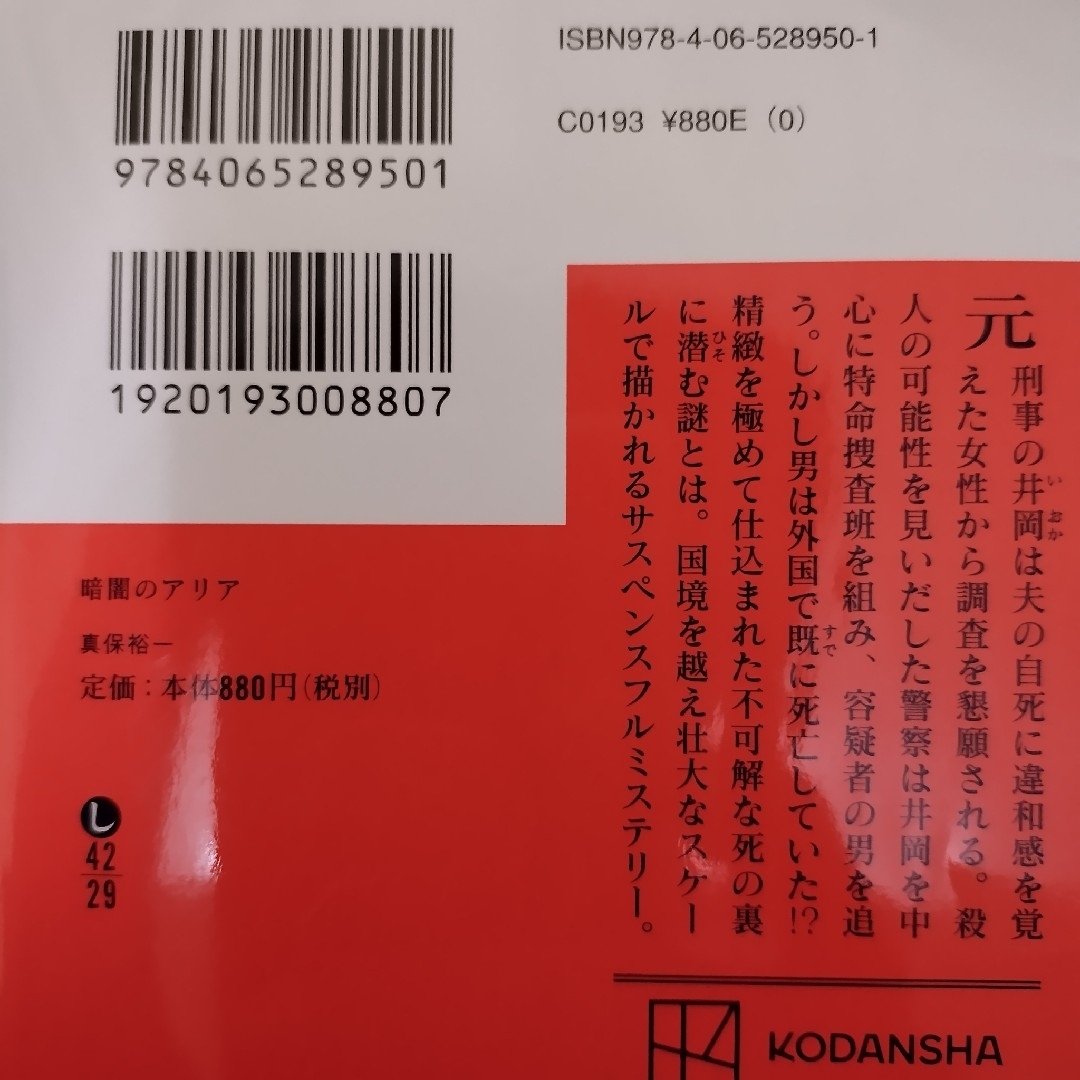 9784065289501
1920193008807
ISBN978-4-06-528950-1
C0193 ¥880E (0)
元刑事の井岡は夫の自死に違和感を覚
いおか
えた女性から調査を懇願される。殺
人の可能性を見いだした警察は井岡を中
心に特命捜査班を組み、容疑者の男を追
う。しかし男は外国で既に死亡していた!?
すで
精緻を極めて仕込まれた不可解な死の裏
に潜む謎とは。国境を越え壮大なスケー
ひそ
ルで描かれるサスペンスフルミステリー。
暗闇のアリア
真保裕一
定価:本体880円(税別)
し
42
29
KODANSHA